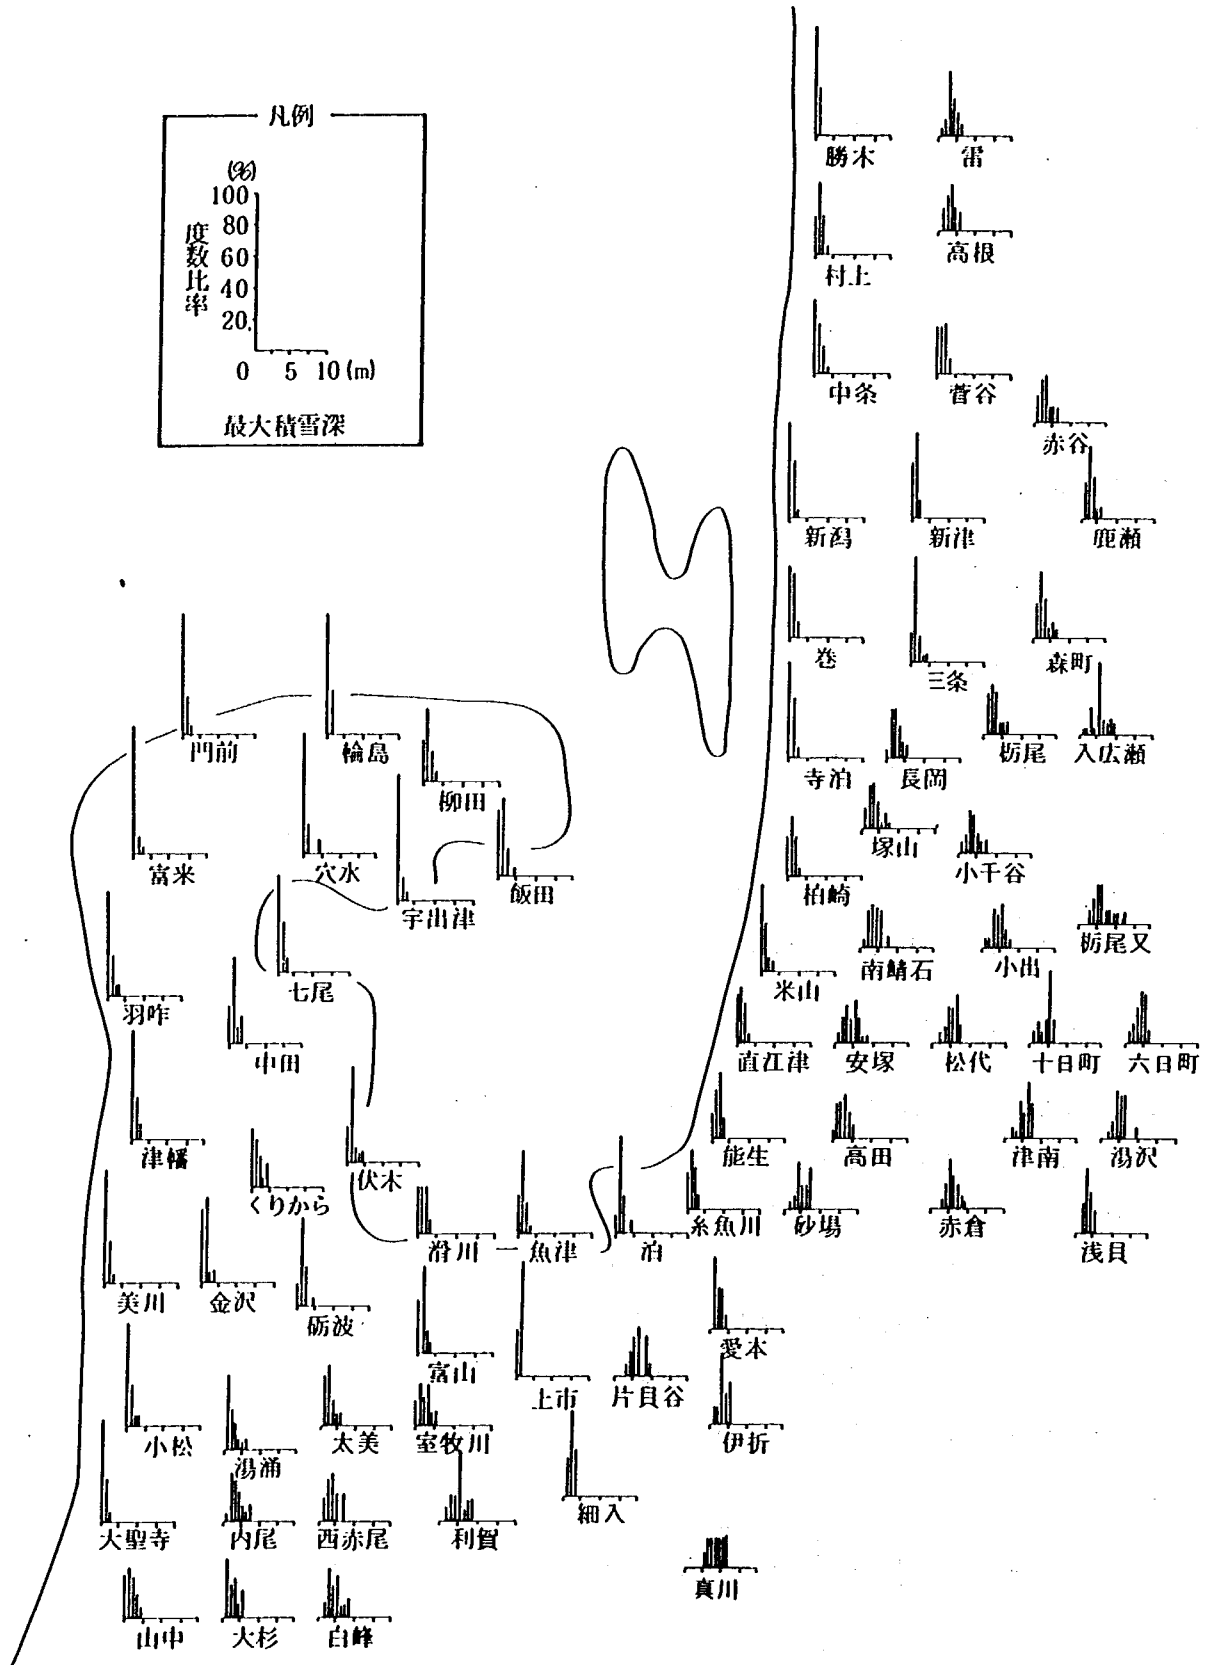 凡例
(%)
100
80
60
40
20
度数比率
0 5 10 (m)
最大積雪深
勝木 雷
村上 高根
中条 菅谷
赤谷
新潟 新津 鹿瀬
巻 三条 森町
門前 輪島 柳田 寺泊 長岡 栃尾 入広瀬
富来 穴水 宇出津 飯田 塚山 小千谷
柏崎
羽咋 七尾 米山 南鯖石 小出 栃尾又
中田 直江津 安塚 松代 十日町 六日町
津幡 能生 高田 津南 湯沢
くりから 伏木
滑川 魚津 泊 糸魚川 砂場 赤倉 浅貝
美川 金沢 砺波
富山 上市 片貝谷 愛本
小松 湯涌 太美 室牧川 伊折
大聖寺 内尾 西赤尾 利賀 細入
真川
山中 大杉 白峰